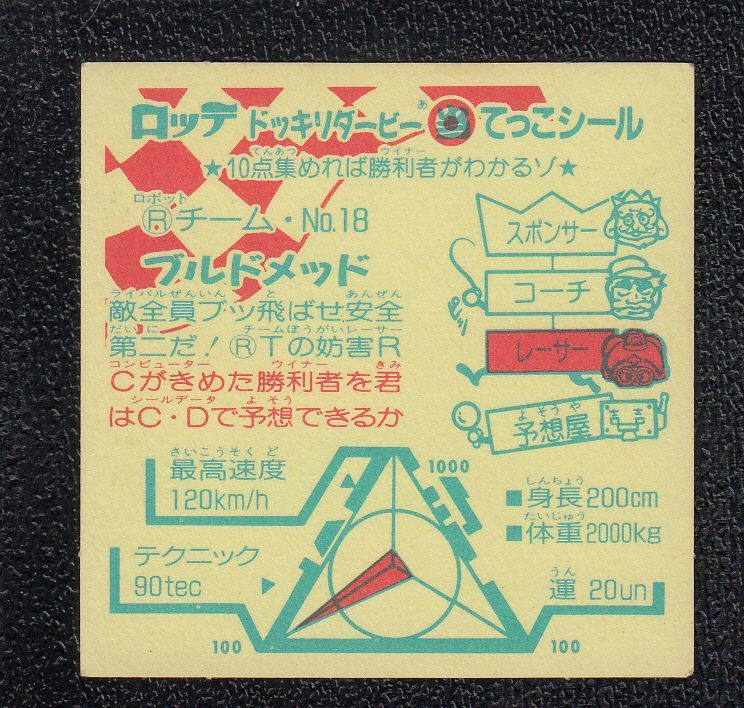 ロッテ ドッキリダービー 当てっこシール
★10点集めれば勝利者がわかるゾ★
Ⓡチーム・No.18
ブルドメッド
敵全員ブッ飛ばせ安全
第二だ！ⓇTの妨害R
Cがきめた勝利者を君
はC・Dで予想できるか
スポンサー
コーチ
レーサー
予想屋
最高速度
120km/h
1000
■身長200cm
■体重2000kg
テクニック
90tec
運 20un
100
100